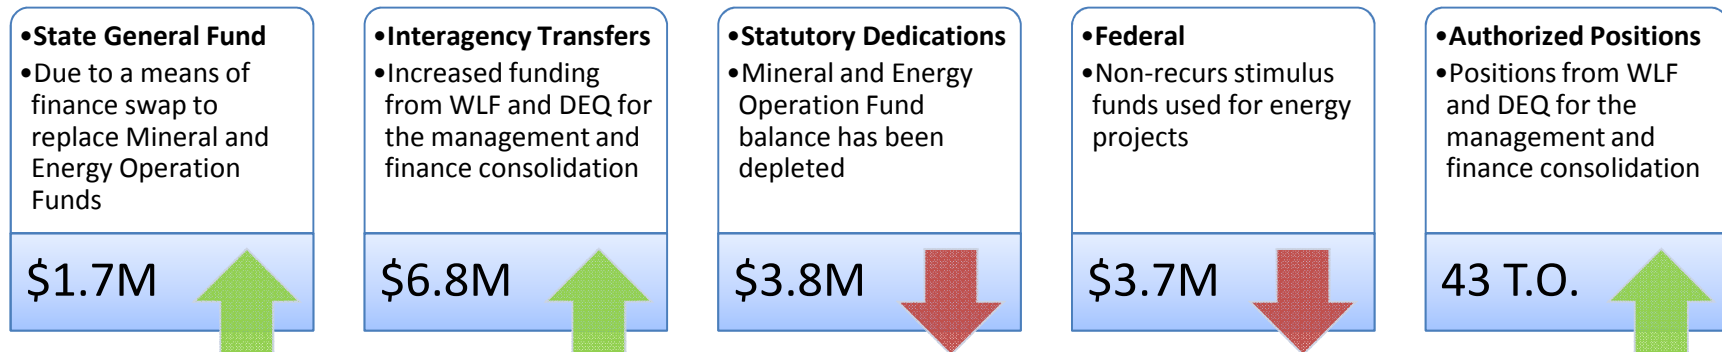 •State General Fund
•Due to a means of
finance swap to
replace Mineral and
Energy Operation
Funds
$1.7M
•Interagency Transfers
•Increased funding
from WLF and DEQ for
the management and
finance consolidation
$6.8M
•Statutory Dedications
•Mineral and Energy
Operation Fund
balance has been
depleted
$3.8M
•Federal
•Non-recurs stimulus
funds used for energy
projects
$3.7M
•Authorized Positions
•Positions from WLF
and DEQ for the
management and
finance consolidation
43 T.O.